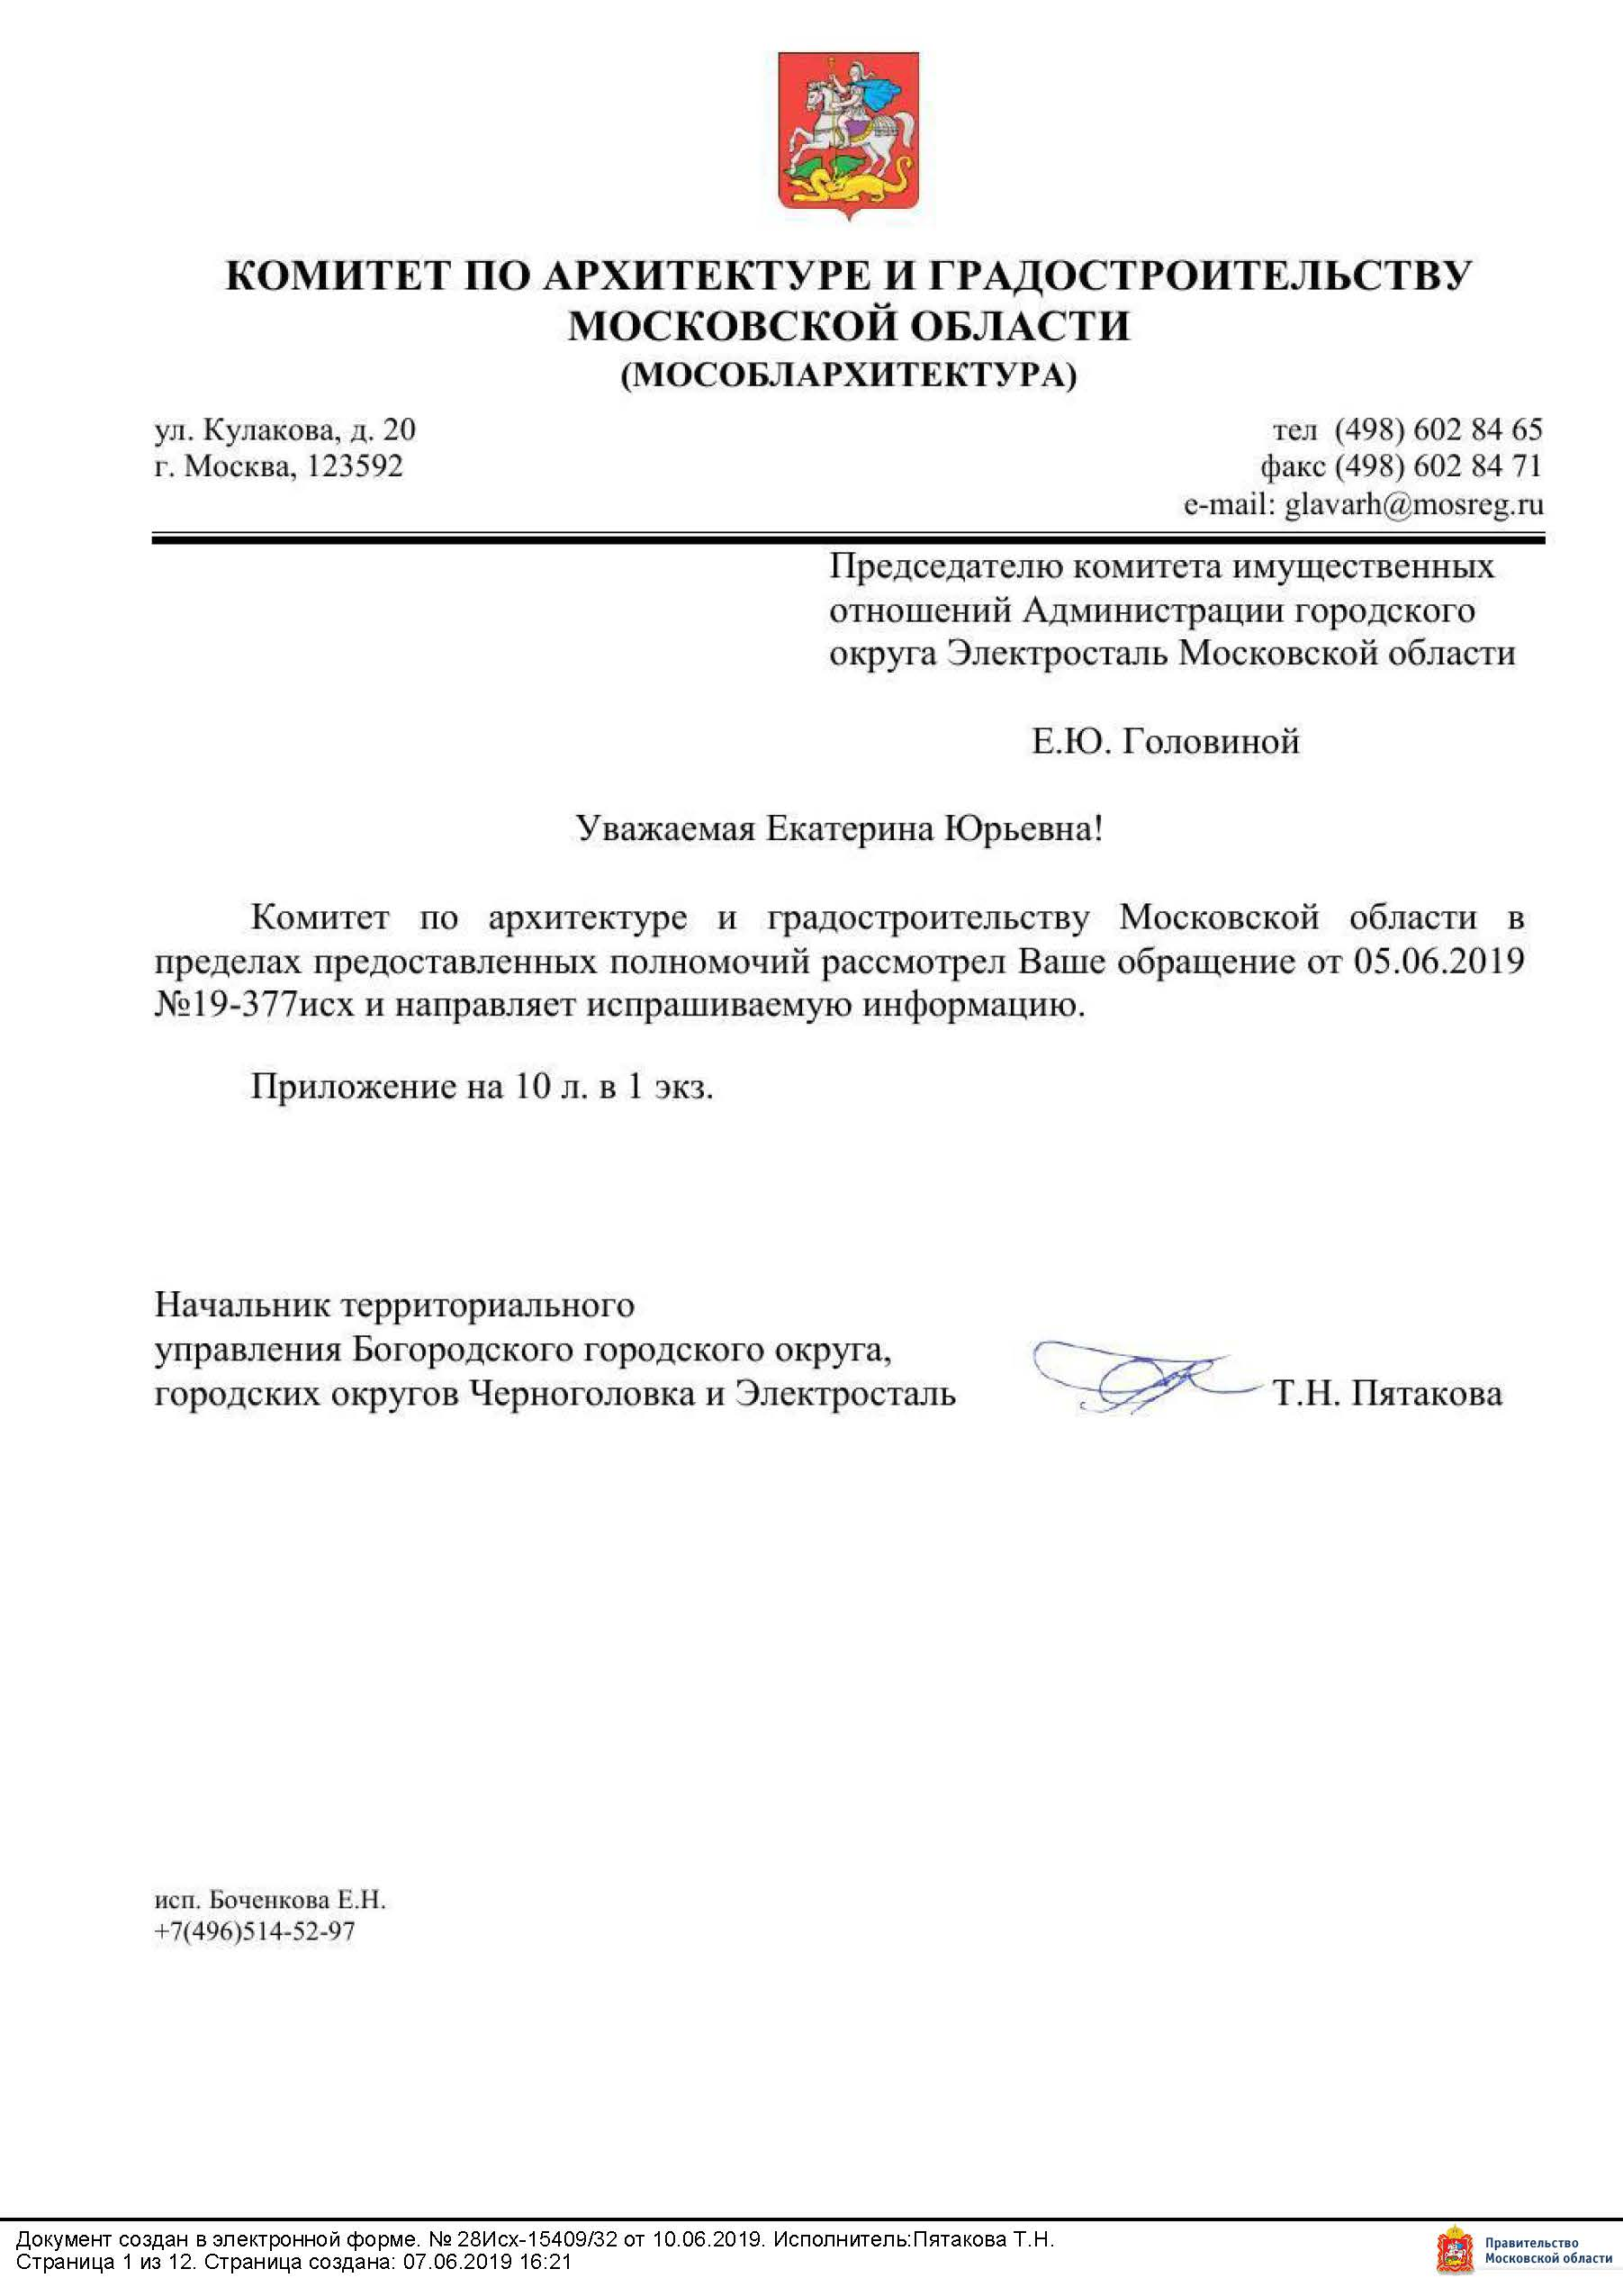 КОМИТЕТ ПО АРХИТЕКТУРЕ И ГРАДОСТРОИТЕЛЬСТВУ
МОСКОВСКОЙ ОБЛАСТИ
(МОСОБЛАРХИТЕКТУРА)
ул. Кулакова, д. 20
г. Москва, 123592
тел (498) 602 84 65
факс (498) 602 84 71
e-mail: glavarh@mosreg.ru
Председателю комитета имущественных
отношений Администрации городского
округа Электросталь Московской области
Е.Ю. Головиной
Уважаемая Екатерина Юрьевна!
Комитет по архитектуре и градостроительству Московской области в
пределах предоставленных полномочий рассмотрел Ваше обращение от 05.06.2019
№19-377исх и направляет испрашиваемую информацию.
Приложение на 10 л. в 1 экз.
Начальник территориального
управления Богородского городского округа,
городских округов Черноголовка и Электросталь
Т.Н. Пятакова
исп. Боченкова Е.Н.
+7(496)514-52-97
Документ создан в электронной форме. № 28Исх-15409/32 от 10.06.2019. Исполнитель:Пятакова Т.Н.
Страница 1 из 12. Страница создана: 07.06.2019 16:21
Правительство
Московской области